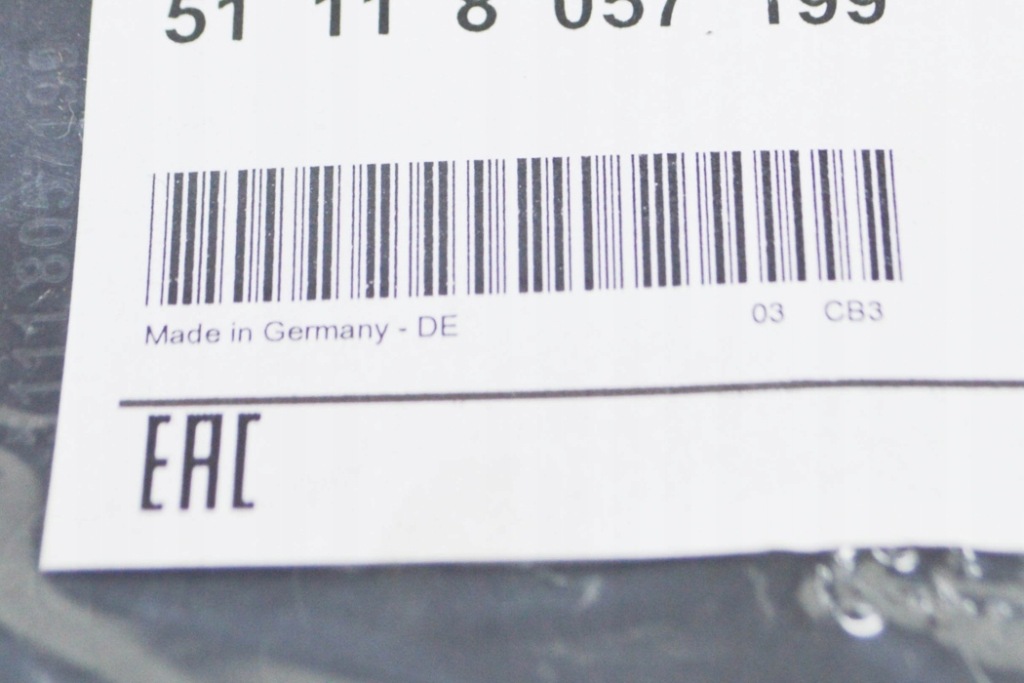 51 11 8 057 199
Made in Germany - DE
03 CB3
EAC